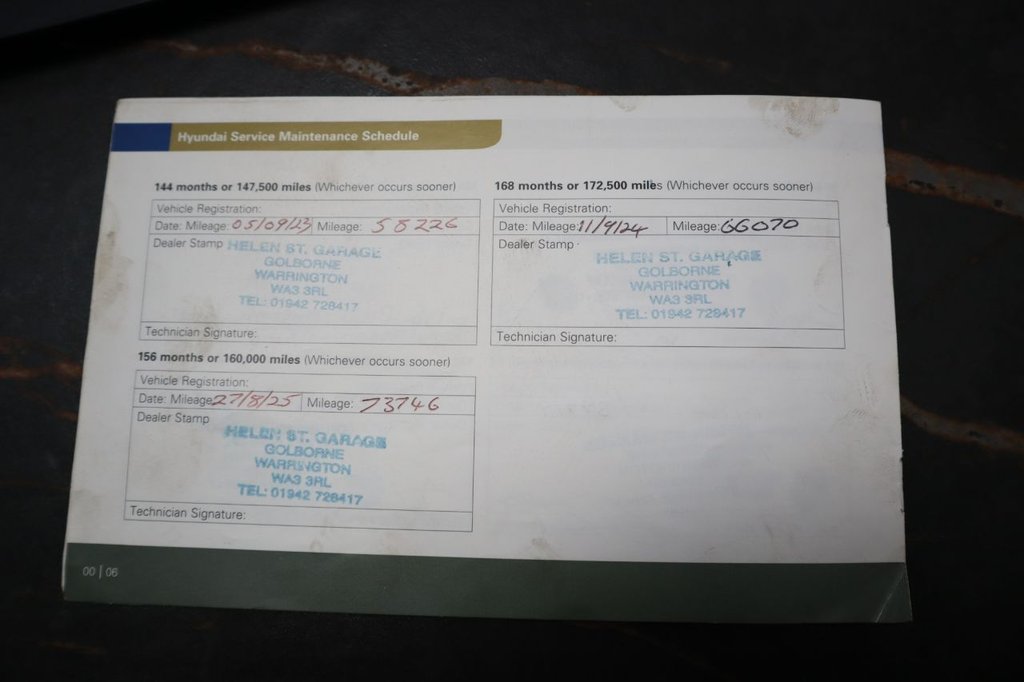 Hyundai Service Maintenance Schedule
144 months or 147,500 miles (Whichever occurs sooner)
Vehicle Registration:
Date: Mileage: 05/09/23 Mileage: 58226
Dealer Stamp HELEN ST. GARAGE
GOLBORNE
WARRINGTON
WA3 3RL
TEL: 01942 728417
Technician Signature:
156 months or 160,000 miles (Whichever occurs sooner)
Vehicle Registration:
Date: Mileage: 27/8/25 Mileage: 73746
Dealer Stamp
HELEN ST. GARAGE
GOLBORNE
WARRINGTON
WA3 3RL
TEL: 01942 728417
Technician Signature:
168 months or 172,500 miles (Whichever occurs sooner)
Vehicle Registration:
Date: Mileage: 11/9/24 Mileage: 66070
Dealer Stamp
HELEN ST. GARAGE
GOLBORNE
WARRINGTON
WA3 3RL
TEL: 01942 728417
Technician Signature:
00 | 06